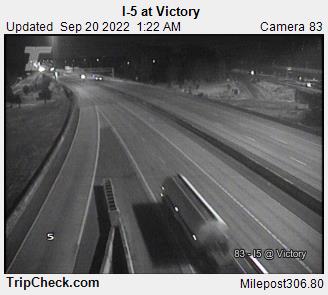 I-5 at Victory
Updated Sep 20 2022 1:22 AM Camera 83
S
83 - I5 @ Victory
TripCheck.com Milepost306.80